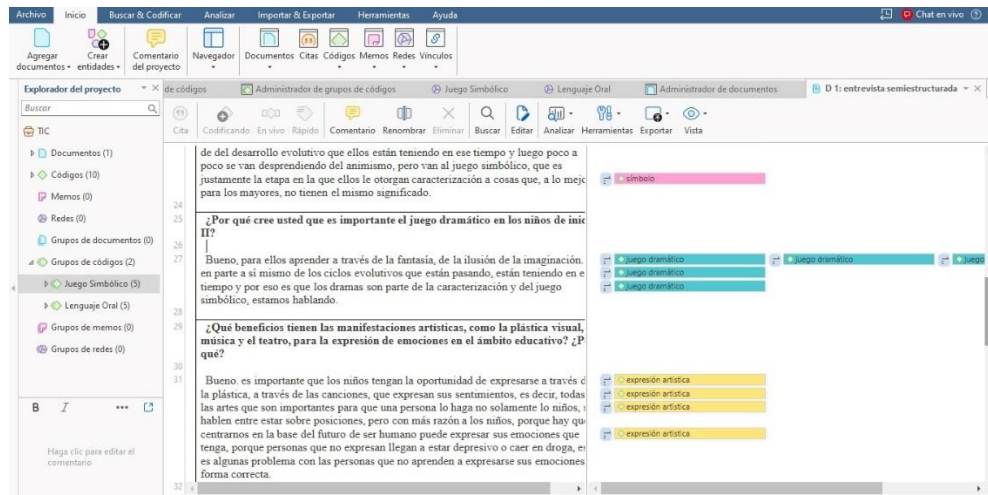 Archivo Inicio Buscar & Codificar Analizar Importar & Exportar Herramientas Ayuda Chat en vivo
Agregar documentos Crear entidades Comentario del proyecto Navegador Documentos Citas Códigos Memos Redes Vínculos
Explorador del proyecto
Buscar
TIC
Documentos (1)
Códigos (10)
Memos (0)
Redes (0)
Grupos de documentos (0)
Grupos de códigos (2)
Juego Simbólico (5)
Lenguaje Oral (5)
Grupos de memos (0)
Grupos de redes (0)
B I ...
Haga clic para editar el
comentario
de códigos Administrador de grupos de códigos Juego Simbólico Lenguaje Oral Administrador de documentos D 1: entrevista semiestructurada
Cita Codificando En vivo Rápido Comentario Renombrar Eliminar Buscar Editar Analizar Herramientas Exportar Vista
de del desarrollo evolutivo que ellos están teniendo en ese tiempo y luego poco a
poco se van desprendiendo del animismo, pero van al juego simbólico, que es
justamente la etapa en la que ellos le otorgan caracterización a cosas que, a lo mejo
para los mayores, no tienen el mismo significado.
24
25 ¿Por qué cree usted que es importante el juego dramático en los niños de inic
II?
26
27 Bueno, para ellos aprender a través de la fantasía, de la ilusión de la imaginación.
en parte a sí mismo de los ciclos evolutivos que están pasando, están teniendo en e
tiempo y por eso es que los dramas son parte de la caracterización y del juego
simbólico, estamos hablando.
28
29 ¿Qué beneficios tienen las manifestaciones artísticas, como la plástica visual,
música y el teatro, para la expresión de emociones en el ámbito educativo? ¿P
qué?
30
31 Bueno. es importante que los niños tengan la oportunidad de expresarse a través d
la plástica, a través de las canciones, que expresan sus sentimientos, es decir, todas
las artes que son importantes para que una persona lo haga no solamente lo niños,
hablen entre estar sobre posiciones, pero con más razón a los niños, porque hay que
centrarnos en la base del futuro de ser humano puede expresar sus emociones que
tenga, porque personas que no expresan llegan a estar depresivo o caer en droga, es
es algunas problema con las personas que no aprenden a expresarse sus emociones
forma correcta.
32
símbolo
juego dramático juego dramático juego
juego dramático
juego dramático
expresión artística
expresión artística
expresión artística
expresión artística